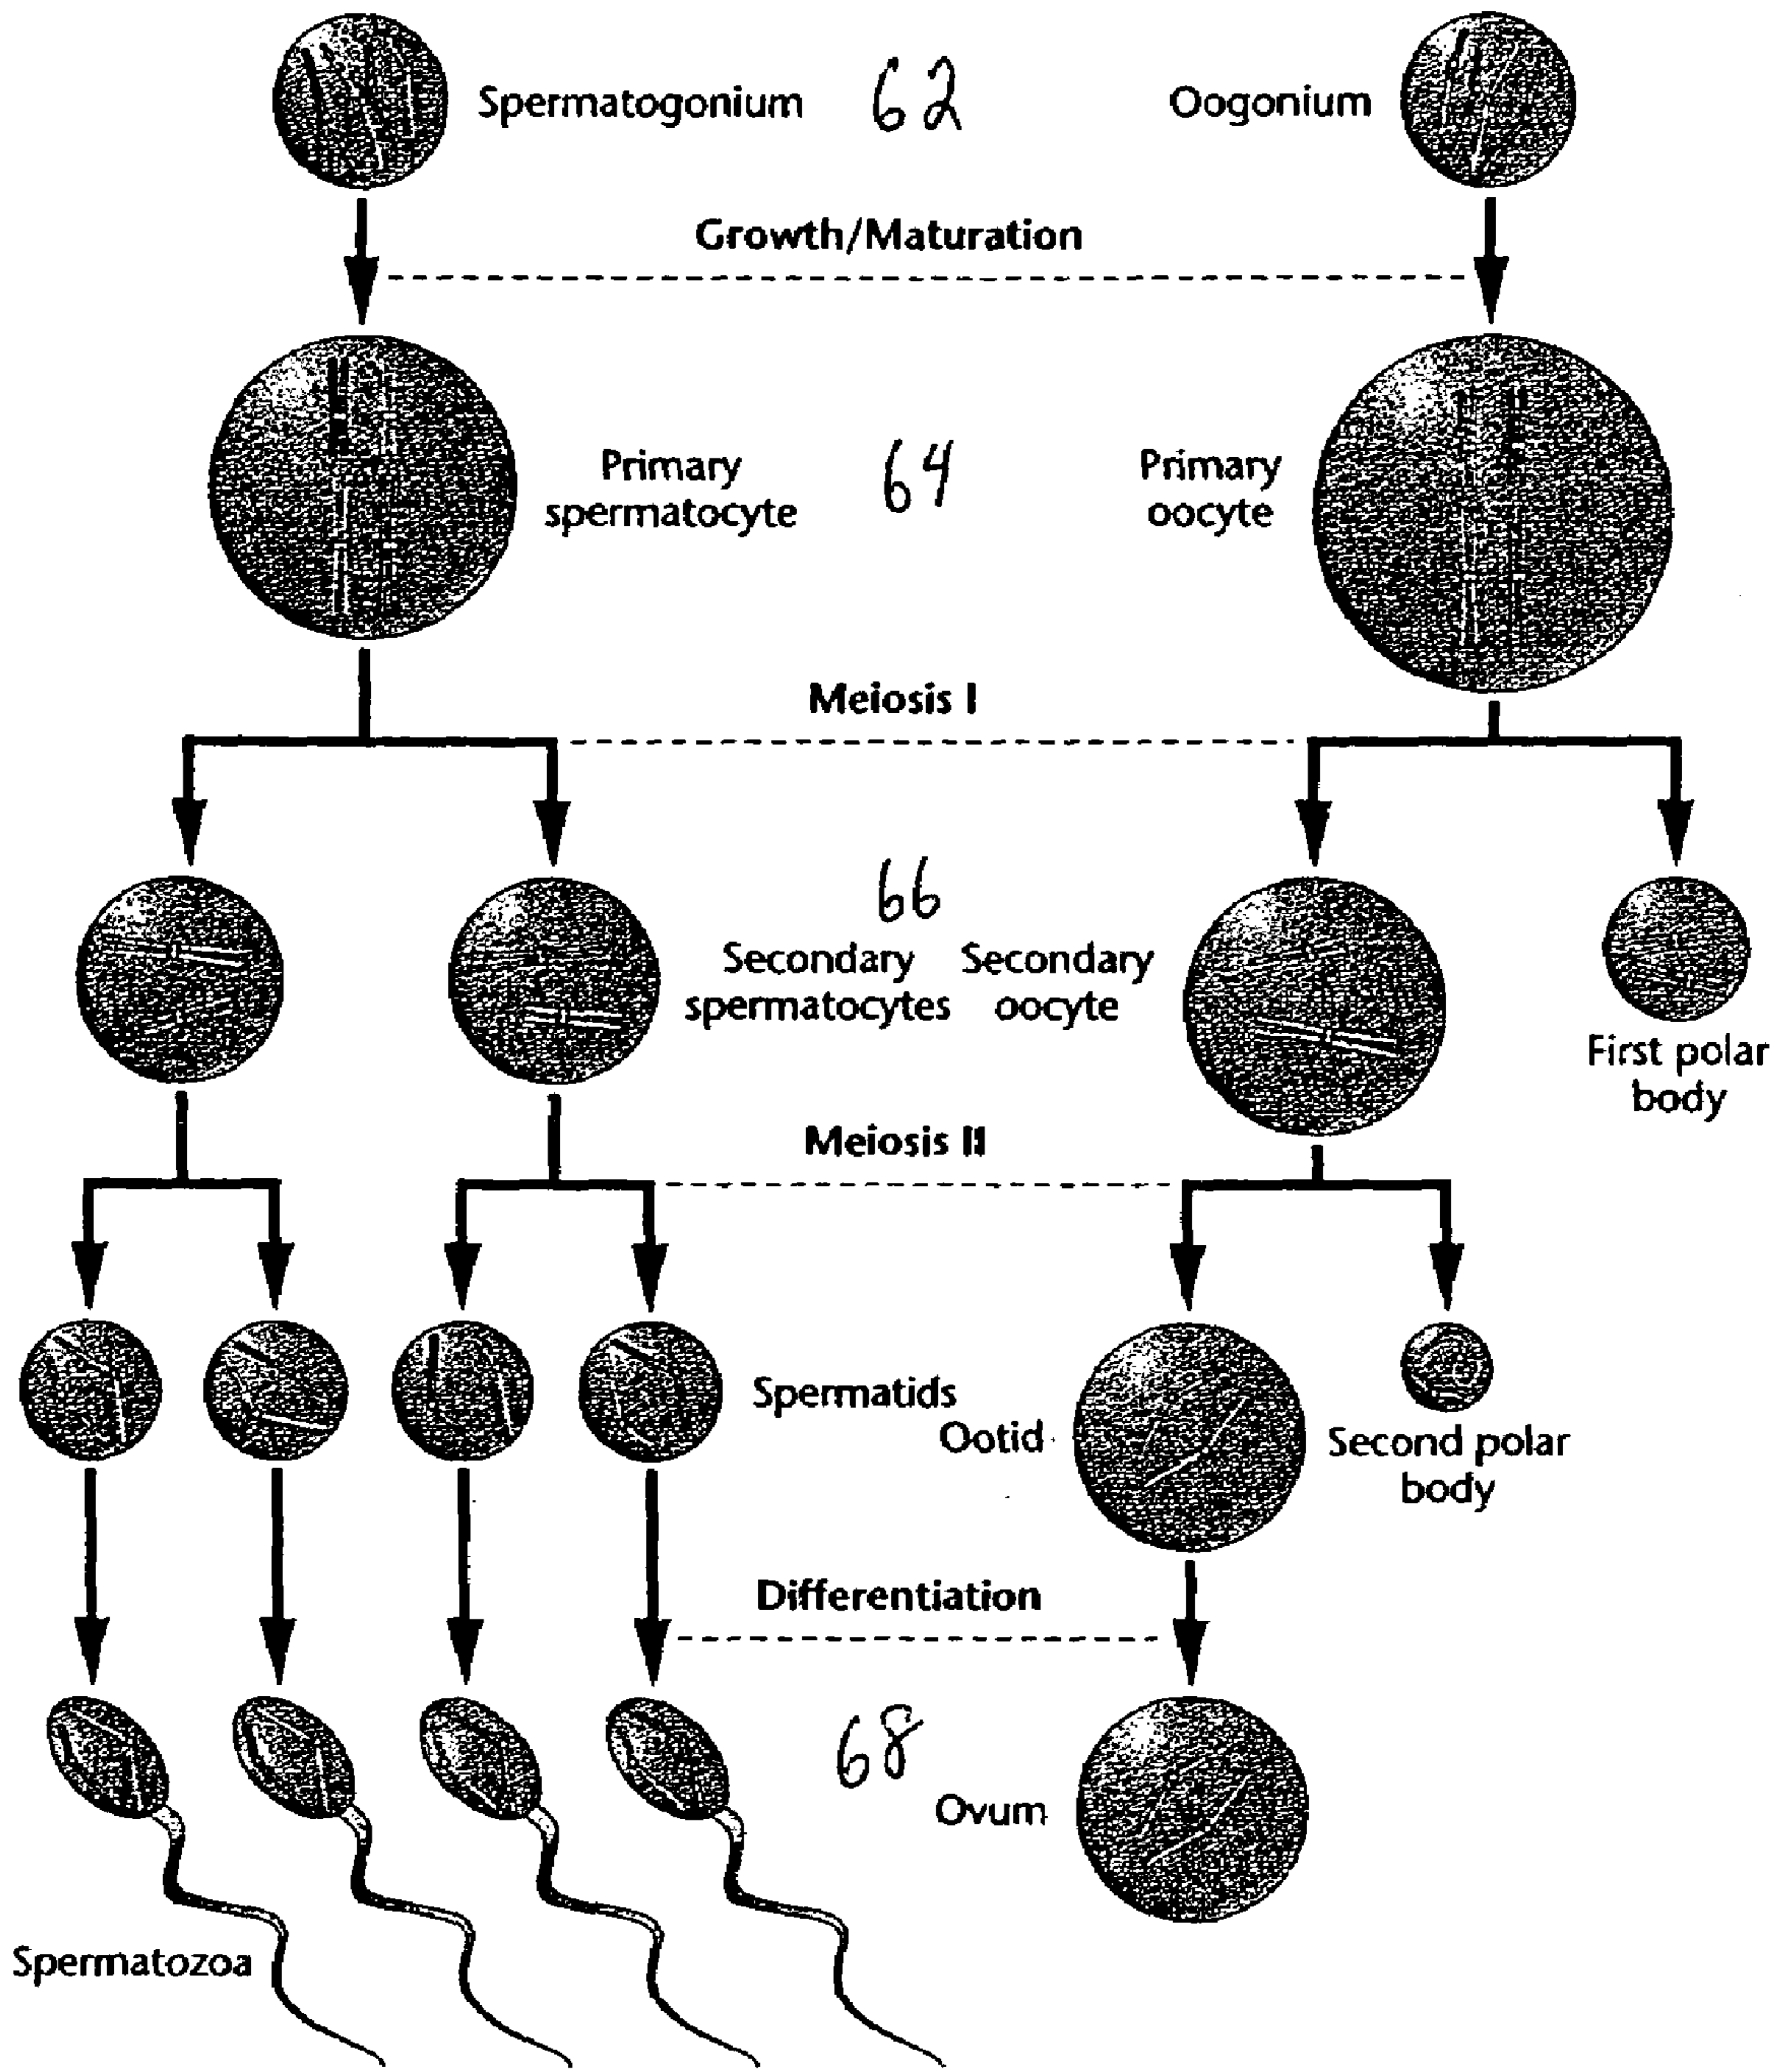 Spermatogonium 62 Oogonium
Growth/Maturation
Primary
spermatocyte
64
Primary
oocyte
Meiosis I
66
Secondary
spermatocytes
Secondary
oocyte
First polar
body
Meiosis II
Spermatids
Ootid
Second polar
body
Differentiation
68
Ovum
Spermatozoa